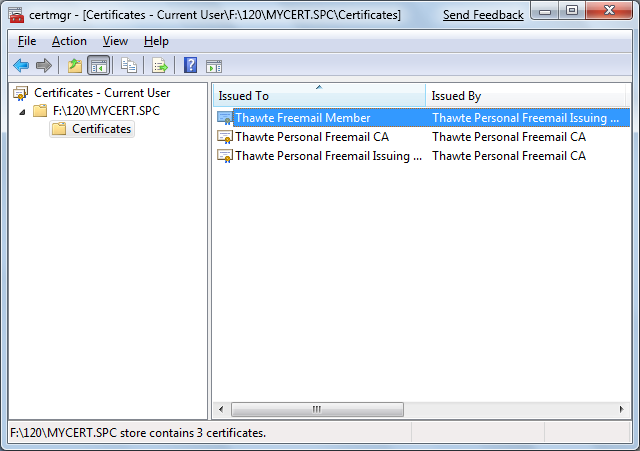 certmgr - [Certificates - Current User\F:\120\MYCERT.SPC\Certificates] Send Feedback
File Action View Help
Certificates - Current User
F:\120\MYCERT.SPC
Certificates
Issued To Issued By
Thawte Freemail Member Thawte Personal Freemail Issuing ...
Thawte Personal Freemail CA Thawte Personal Freemail CA
Thawte Personal Freemail Issuing ... Thawte Personal Freemail CA
F:\120\MYCERT.SPC store contains 3 certificates.